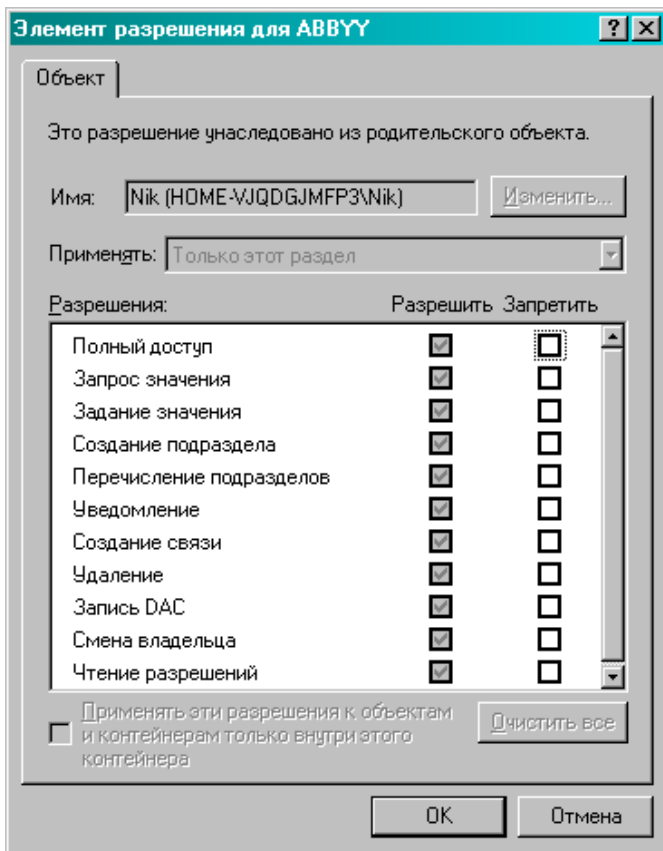 Элемент разрешения для ABBYY
Объект
Это разрешение унаследовано из родительского объекта.
Имя: Nik (HOME-VJQDGJMFP3\Nik) Изменить...
Применять: Только этот раздел
Разрешения: Разрешить Запретить
Полный доступ
Запрос значения
Задание значения
Создание подраздела
Перечисление подразделов
Уведомление
Создание связи
Удаление
Запись DAC
Смена владельца
Чтение разрешений
Применять эти разрешения к объектам
и контейнерам только внутри этого
контейнера
Очистить все
OK Отмена